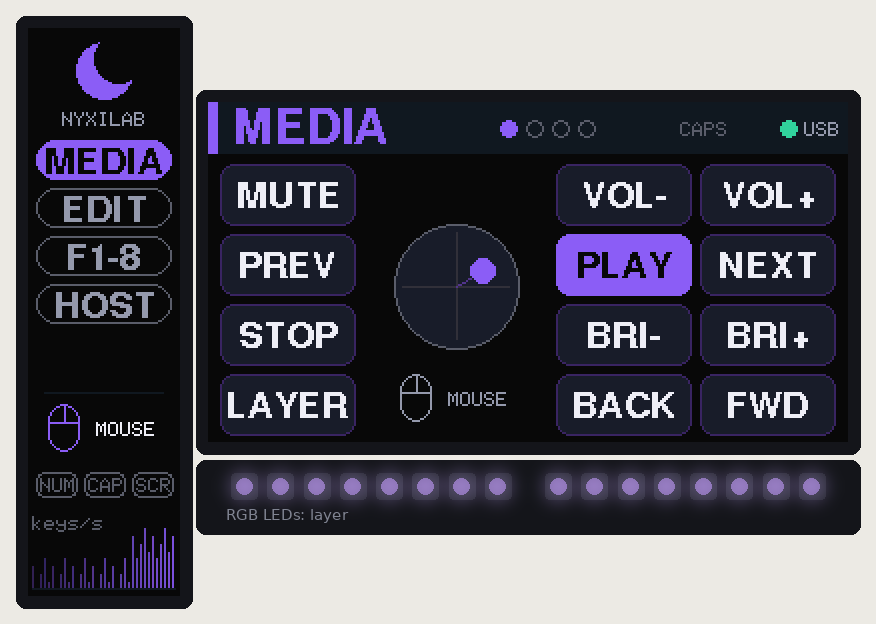 NYXILAB
MEDIA
EDIT
F1-8
HOST
MOUSE
NUM CAP SCR
keys/s
MEDIA CAPS USB
MUTE VOL- VOL+
PREV PLAY NEXT
STOP BRI- BRI+
LAYER MOUSE BACK FWD
RGB LEDs: layer